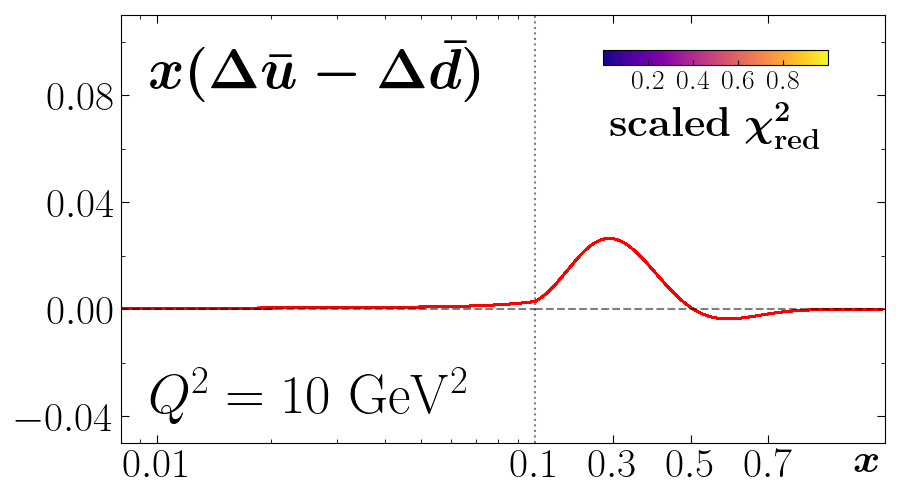 x(Δū − Δd̄)
0.2 0.4 0.6 0.8
scaled χ²_red
0.08
0.04
0.00
−0.04
Q² = 10 GeV²
0.01 0.1 0.3 0.5 0.7 x